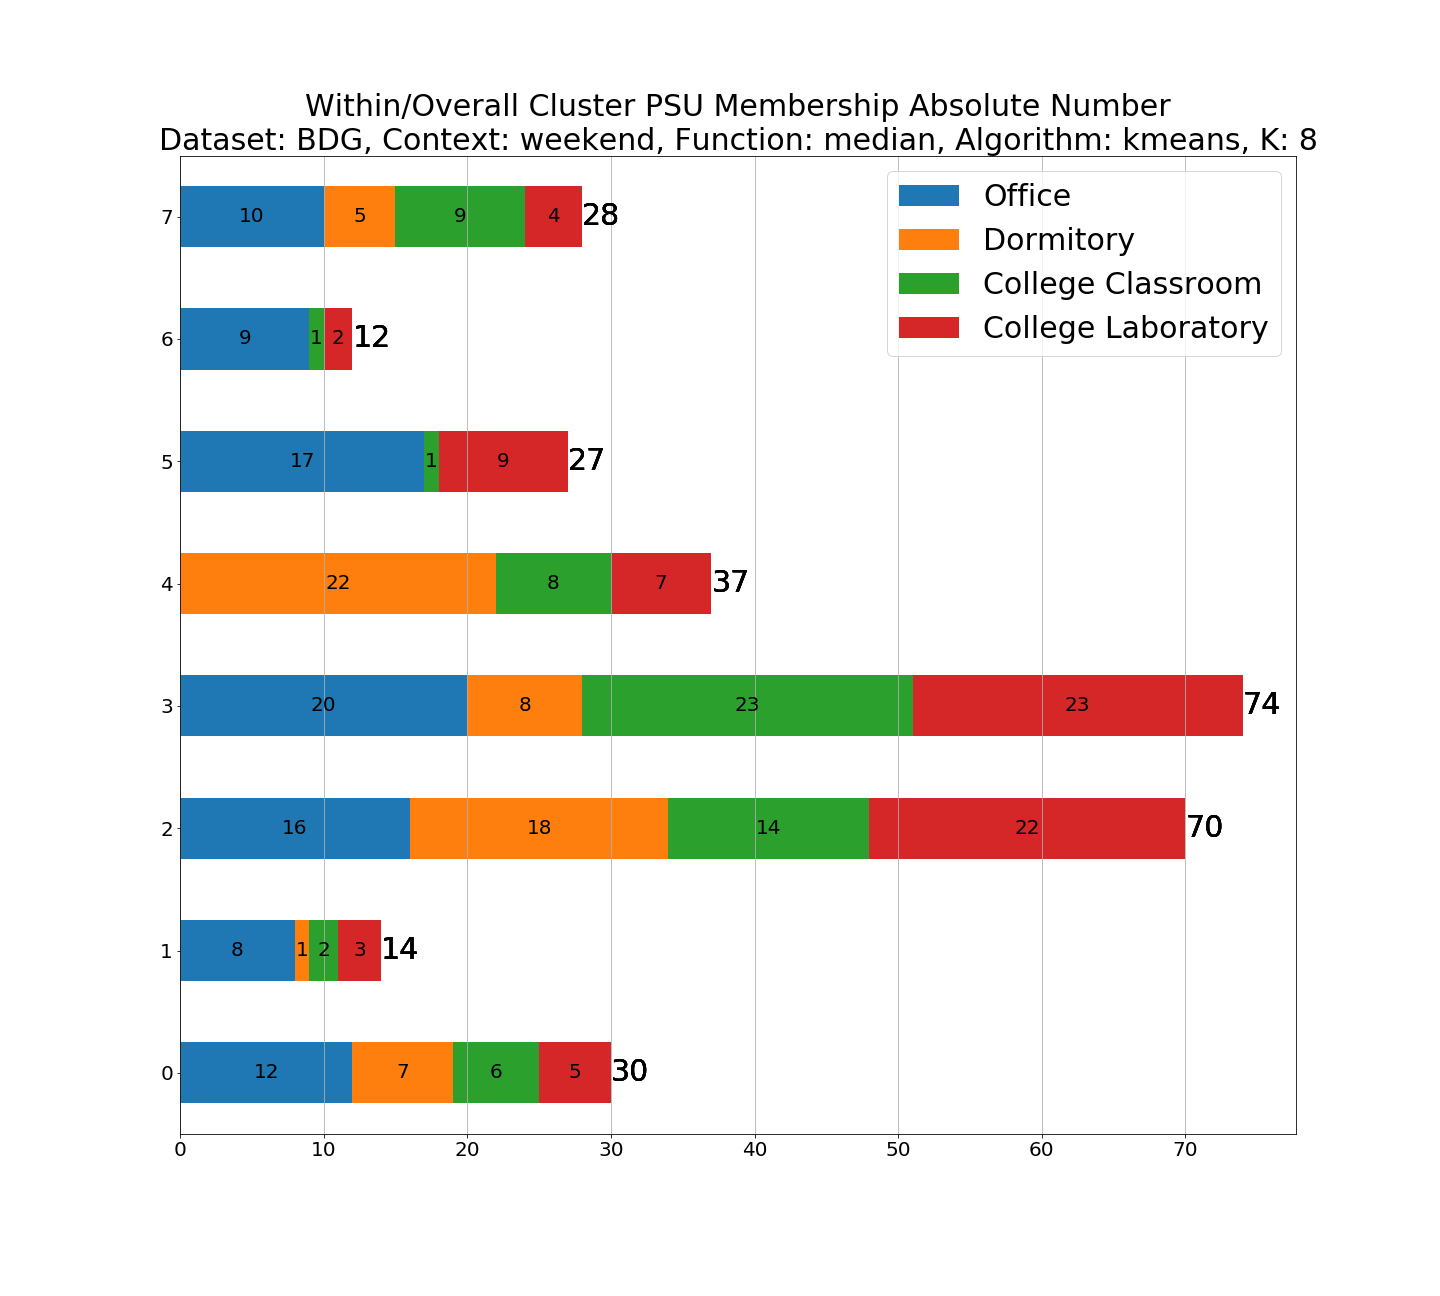 Within/Overall Cluster PSU Membership Absolute Number
Dataset: BDG, Context: weekend, Function: median, Algorithm: kmeans, K: 8
Office
Dormitory
College Classroom
College Laboratory
7 10 5 9 4 28
6 9 1 2 12
5 17 1 9 27
4 22 8 7 37
3 20 8 23 23 74
2 16 18 14 22 70
1 8 1 2 3 14
0 12 7 6 5 30
0 10 20 30 40 50 60 70